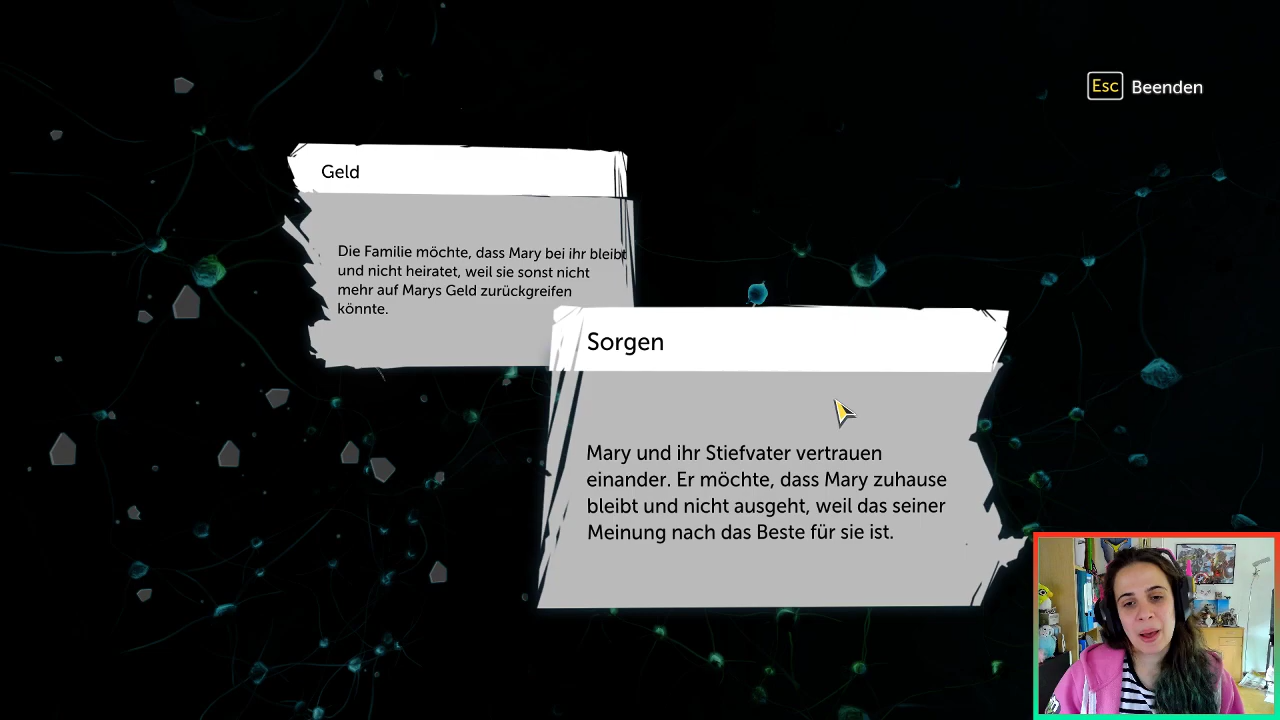 Esc Beenden
Geld
Die Familie möchte, dass Mary bei ihr bleibt
und nicht heiratet, weil sie sonst nicht
mehr auf Marys Geld zurückgreifen
könnte.
Sorgen
Mary und ihr Stiefvater vertrauen
einander. Er möchte, dass Mary zuhause
bleibt und nicht ausgeht, weil das seiner
Meinung nach das Beste für sie ist.